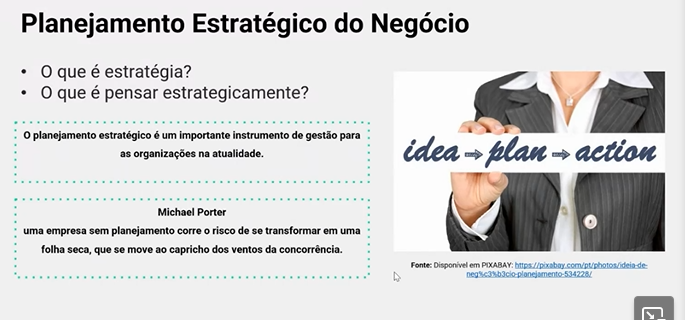 Planejamento Estratégico do Negócio
• O que é estratégia?
• O que é pensar estrategicamente?
O planejamento estratégico é um importante instrumento de gestão para
as organizações na atualidade.
Michael Porter
uma empresa sem planejamento corre o risco de se transformar em uma
folha seca, que se move ao capricho dos ventos da concorrência.
idea ⇒ plan ⇒ action
Fonte: Disponível em PIXABAY: https://pixabay.com/pt/photos/ideia-de-
neg%c3%b3cio-planejamento-534228/